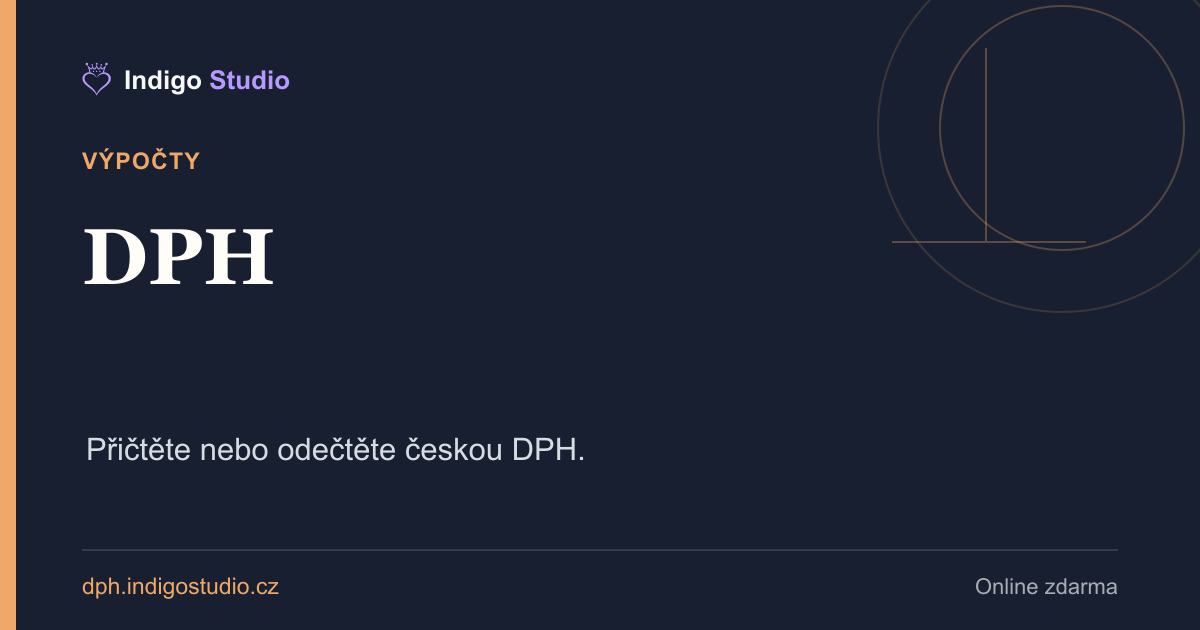 Indigo Studio
VÝPOČTY
DPH
Přičtěte nebo odečtěte českou DPH.
dph.indigostudio.cz
Online zdarma